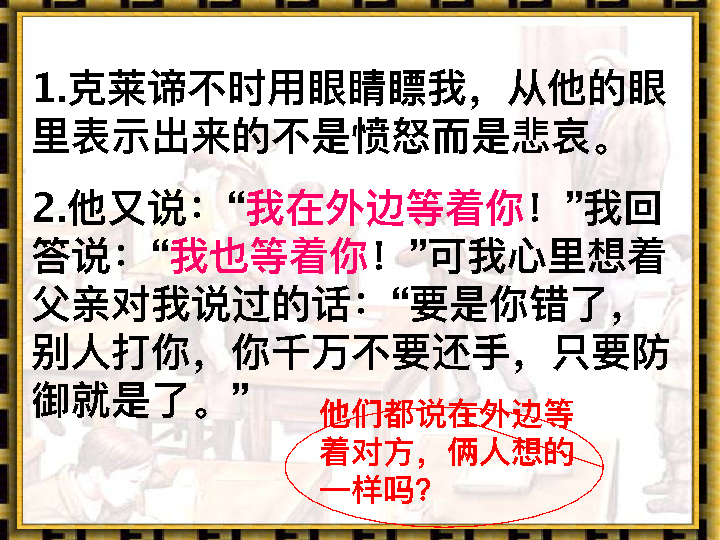 1.克莱谛不时用眼睛瞟我，从他的眼
里表示出来的不是愤怒而是悲哀。
2.他又说：“我在外边等着你！”我回
答说：“我也等着你！”可我心里想着
父亲对我说过的话：“要是你错了，
别人打你，你千万不要还手，只要防
御就是了。”
他们都说在外边等
着对方，俩人想的
一样吗？